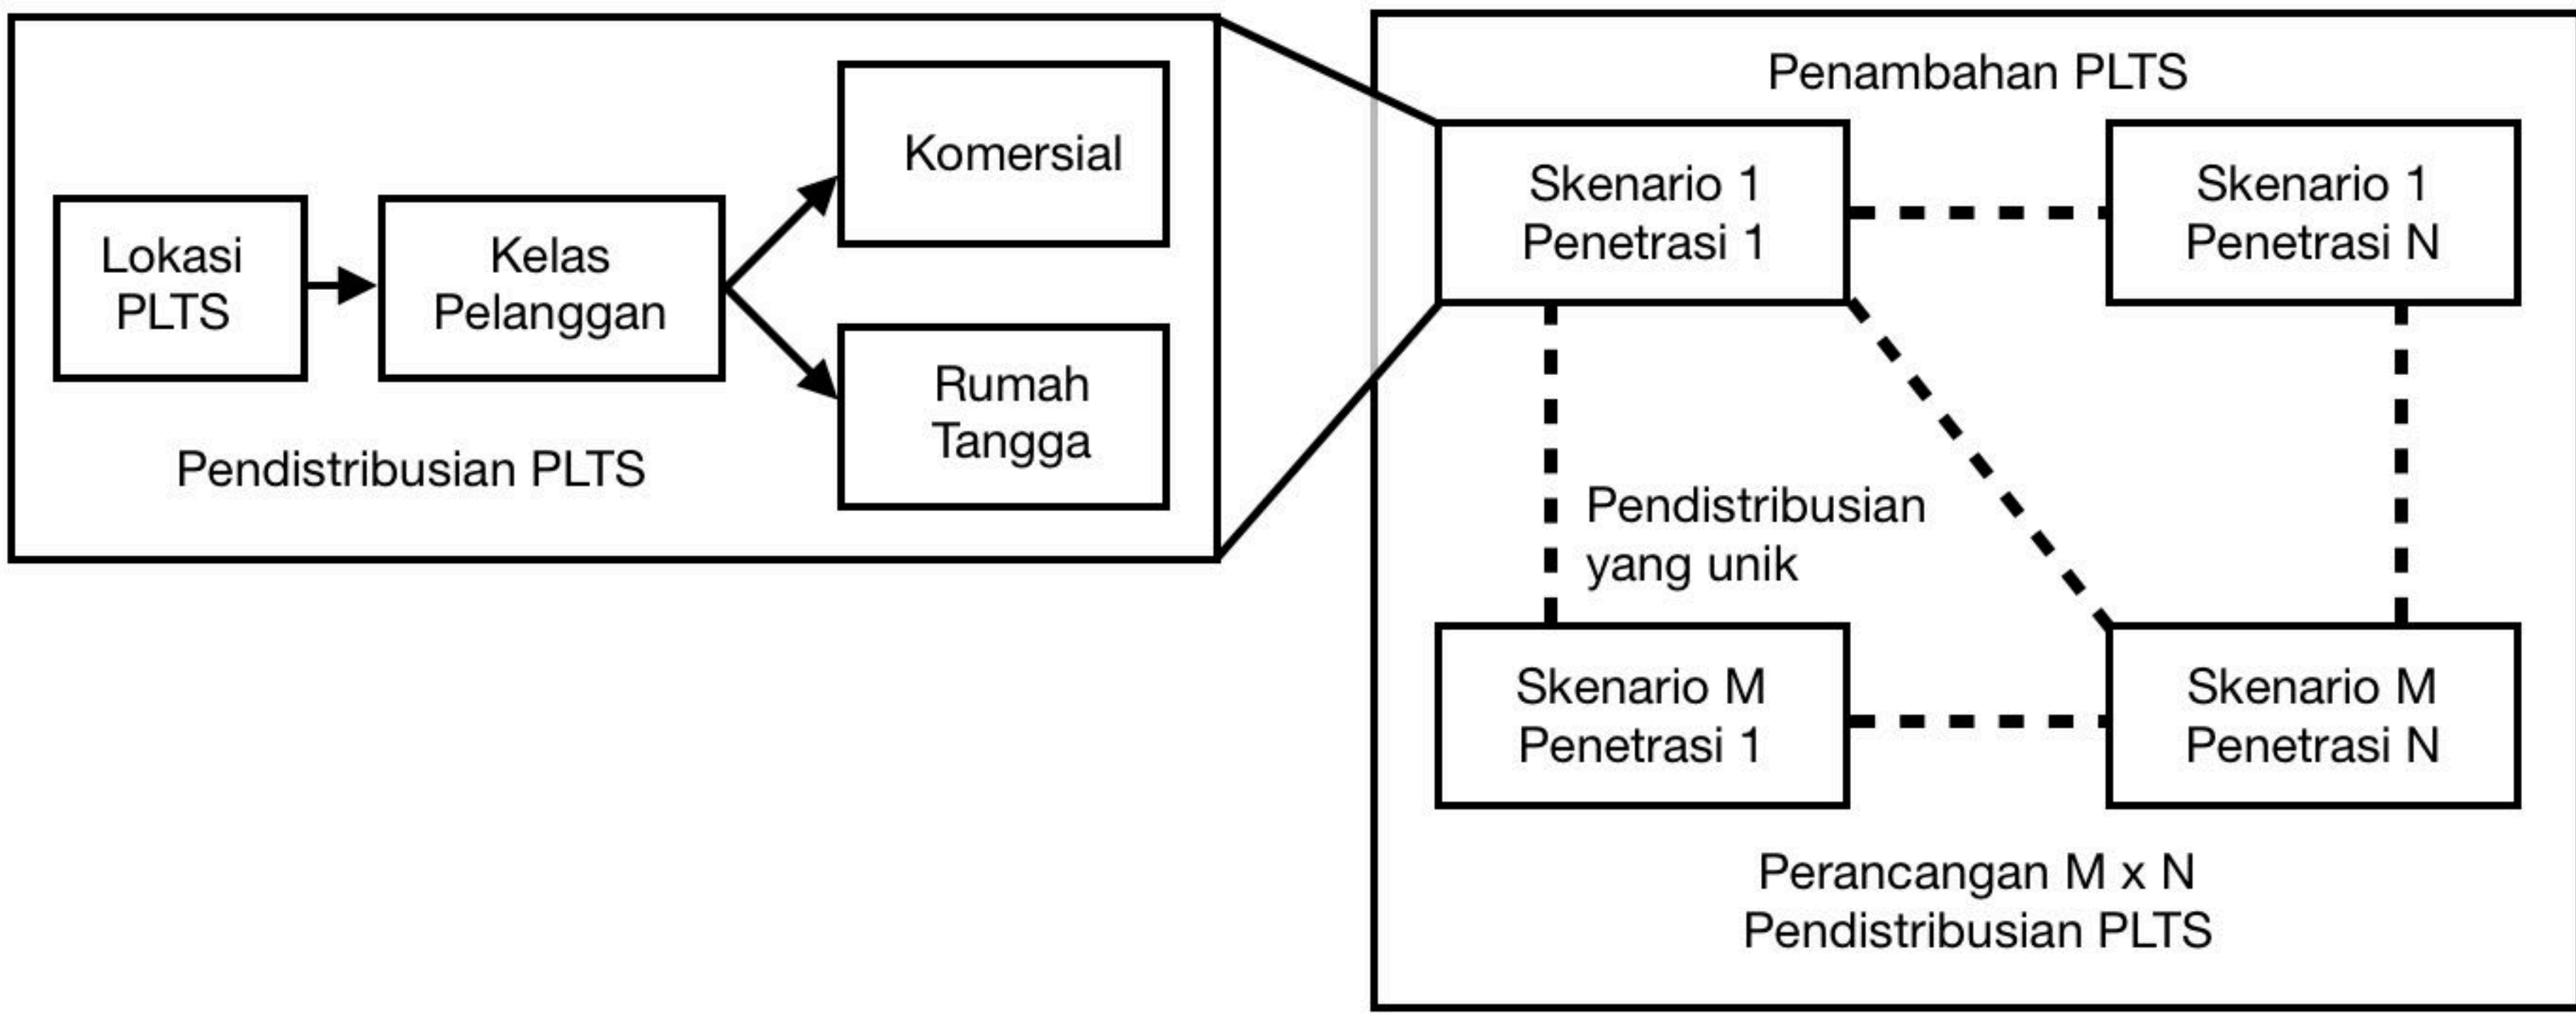 Komersial
Lokasi
PLTS
Kelas
Pelanggan
Rumah
Tangga
Pendistribusian PLTS
Penambahan PLTS
Skenario 1
Penetrasi 1
Skenario 1
Penetrasi N
Pendistribusian
yang unik
Skenario M
Penetrasi 1
Skenario M
Penetrasi N
Perancangan M x N
Pendistribusian PLTS